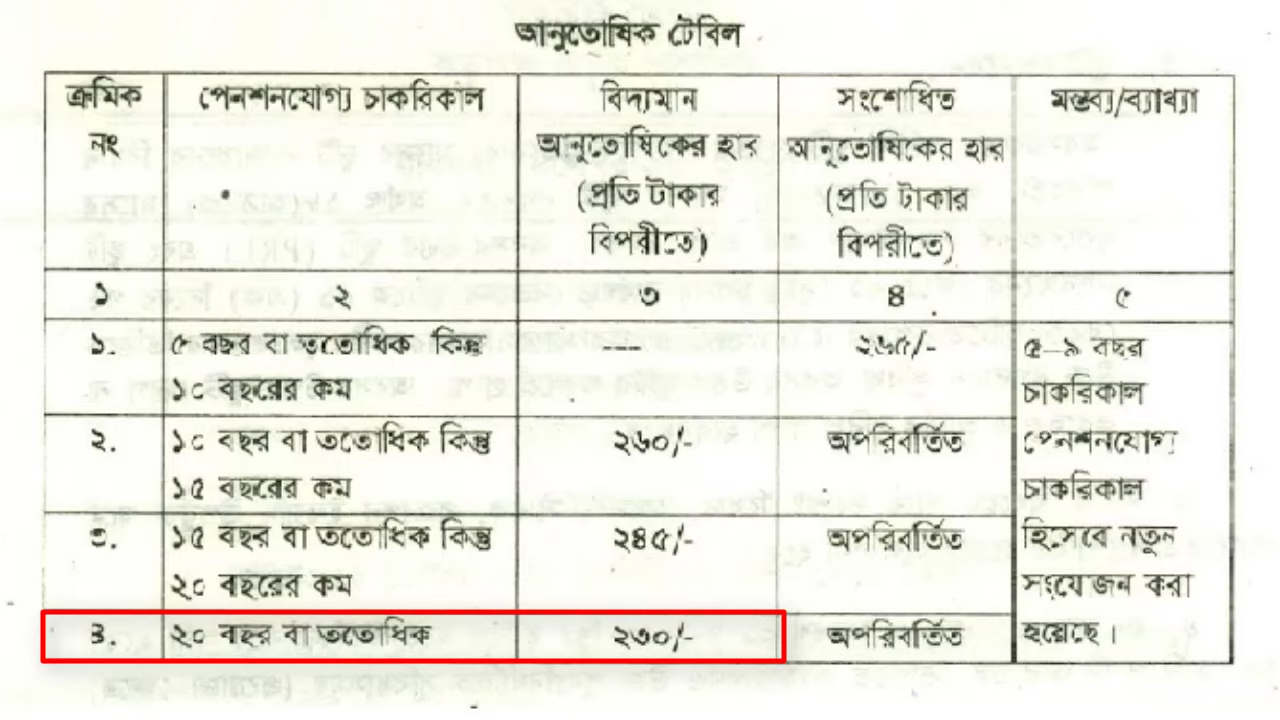 আনুতোষিক টেবিল
ক্রমিক নং | পেনশনযোগ্য চাকরিকাল | বিদ্যমান আনুতোষিকের হার (প্রতি টাকার বিপরীতে) | সংশোধিত আনুতোষিকের হার (প্রতি টাকার বিপরীতে) | মন্তব্য/ব্যাখ্যা
১ | ২ | ৩ | ৪ | ৫
১. | ৫ বছর বা ততোধিক কিন্তু ১০ বছরের কম | --- | ২৬৫/- | ৫–৯ বছর চাকরিকাল
২. | ১০ বছর বা ততোধিক কিন্তু ১৫ বছরের কম | ২৬০/- | অপরিবর্তিত | পেনশনযোগ্য চাকরিকাল
৩. | ১৫ বছর বা ততোধিক কিন্তু ২০ বছরের কম | ২৪৫/- | অপরিবর্তিত | হিসেবে নতুন সংযোজন করা
৪. | ২০ বছর বা ততোধিক | ২৩০/- | অপরিবর্তিত | হয়েছে।